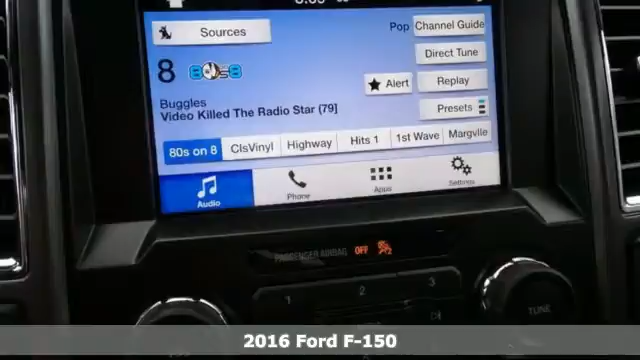 Sources
Pop
Channel Guide
Direct Tune
8
80s8
Alert
Replay
Buggles
Video Killed The Radio Star (79]
Presets
80s on 8
ClsVinyl
Highway
Hits 1
1st Wave
Margvlle
Audio
Phone
Apps
Settings
PASSENGER AIRBAG OFF
1
2
3
TUNE
2016 Ford F-150